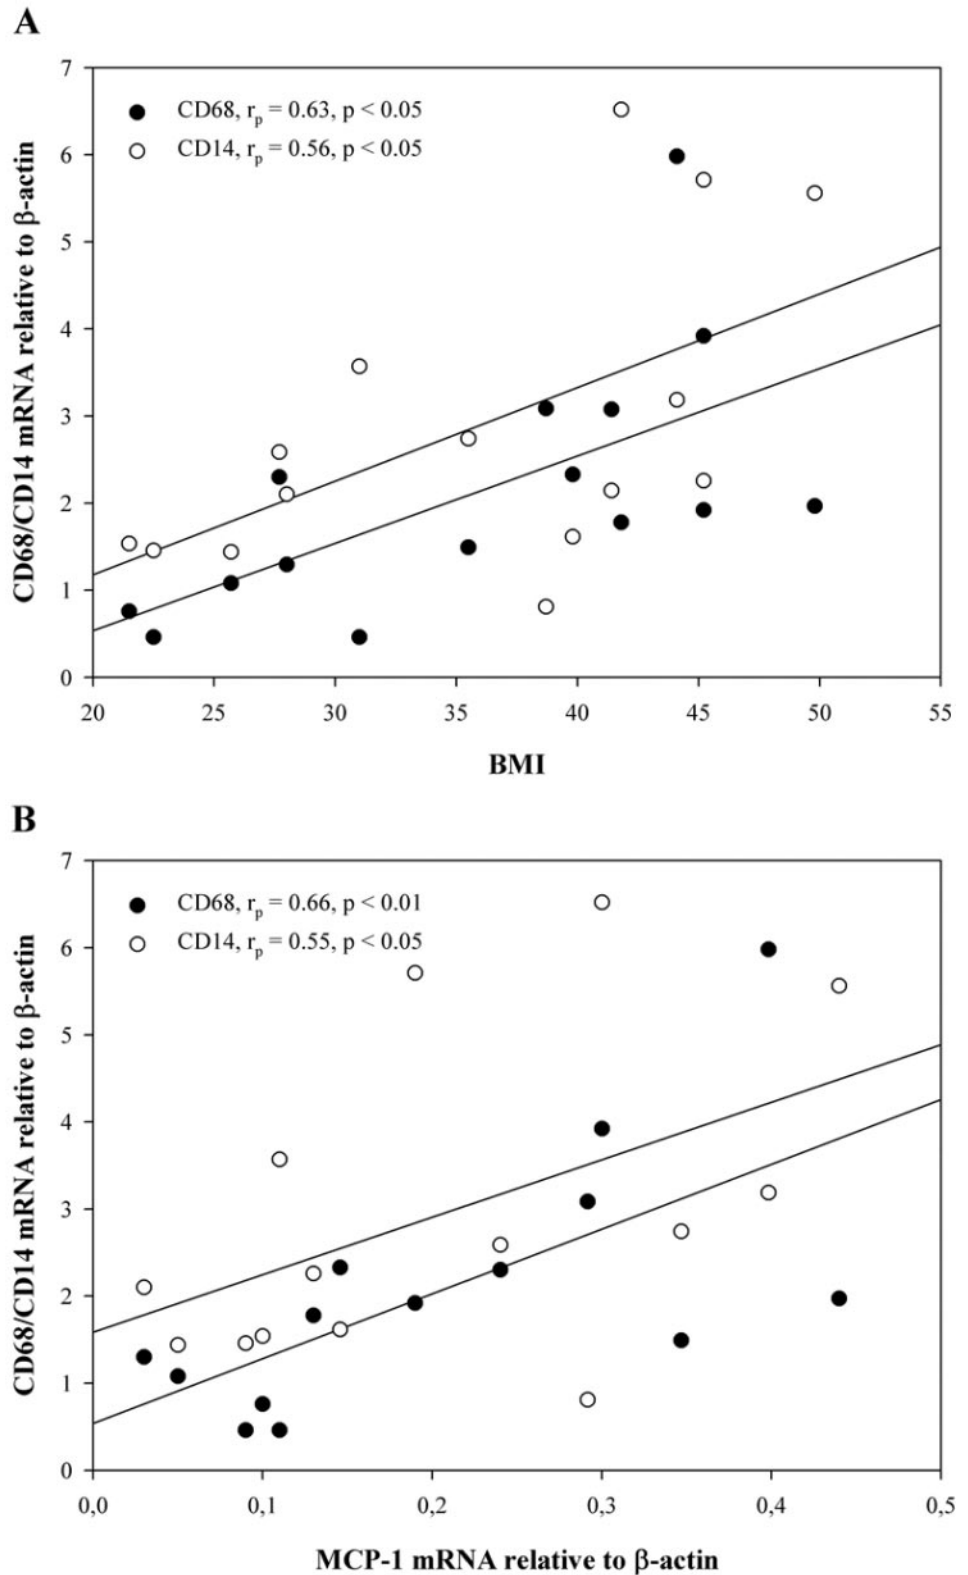 A
7
CD68, rp = 0.63, p < 0.05
CD14, rp = 0.56, p < 0.05
6
5
4
3
2
1
0
CD68/CD14 mRNA relative to β-actin
20 25 30 35 40 45 50 55
BMI
B
7
CD68, rp = 0.66, p < 0.01
CD14, rp = 0.55, p < 0.05
6
5
4
3
2
1
0
CD68/CD14 mRNA relative to β-actin
0,0 0,1 0,2 0,3 0,4 0,5
MCP-1 mRNA relative to β-actin